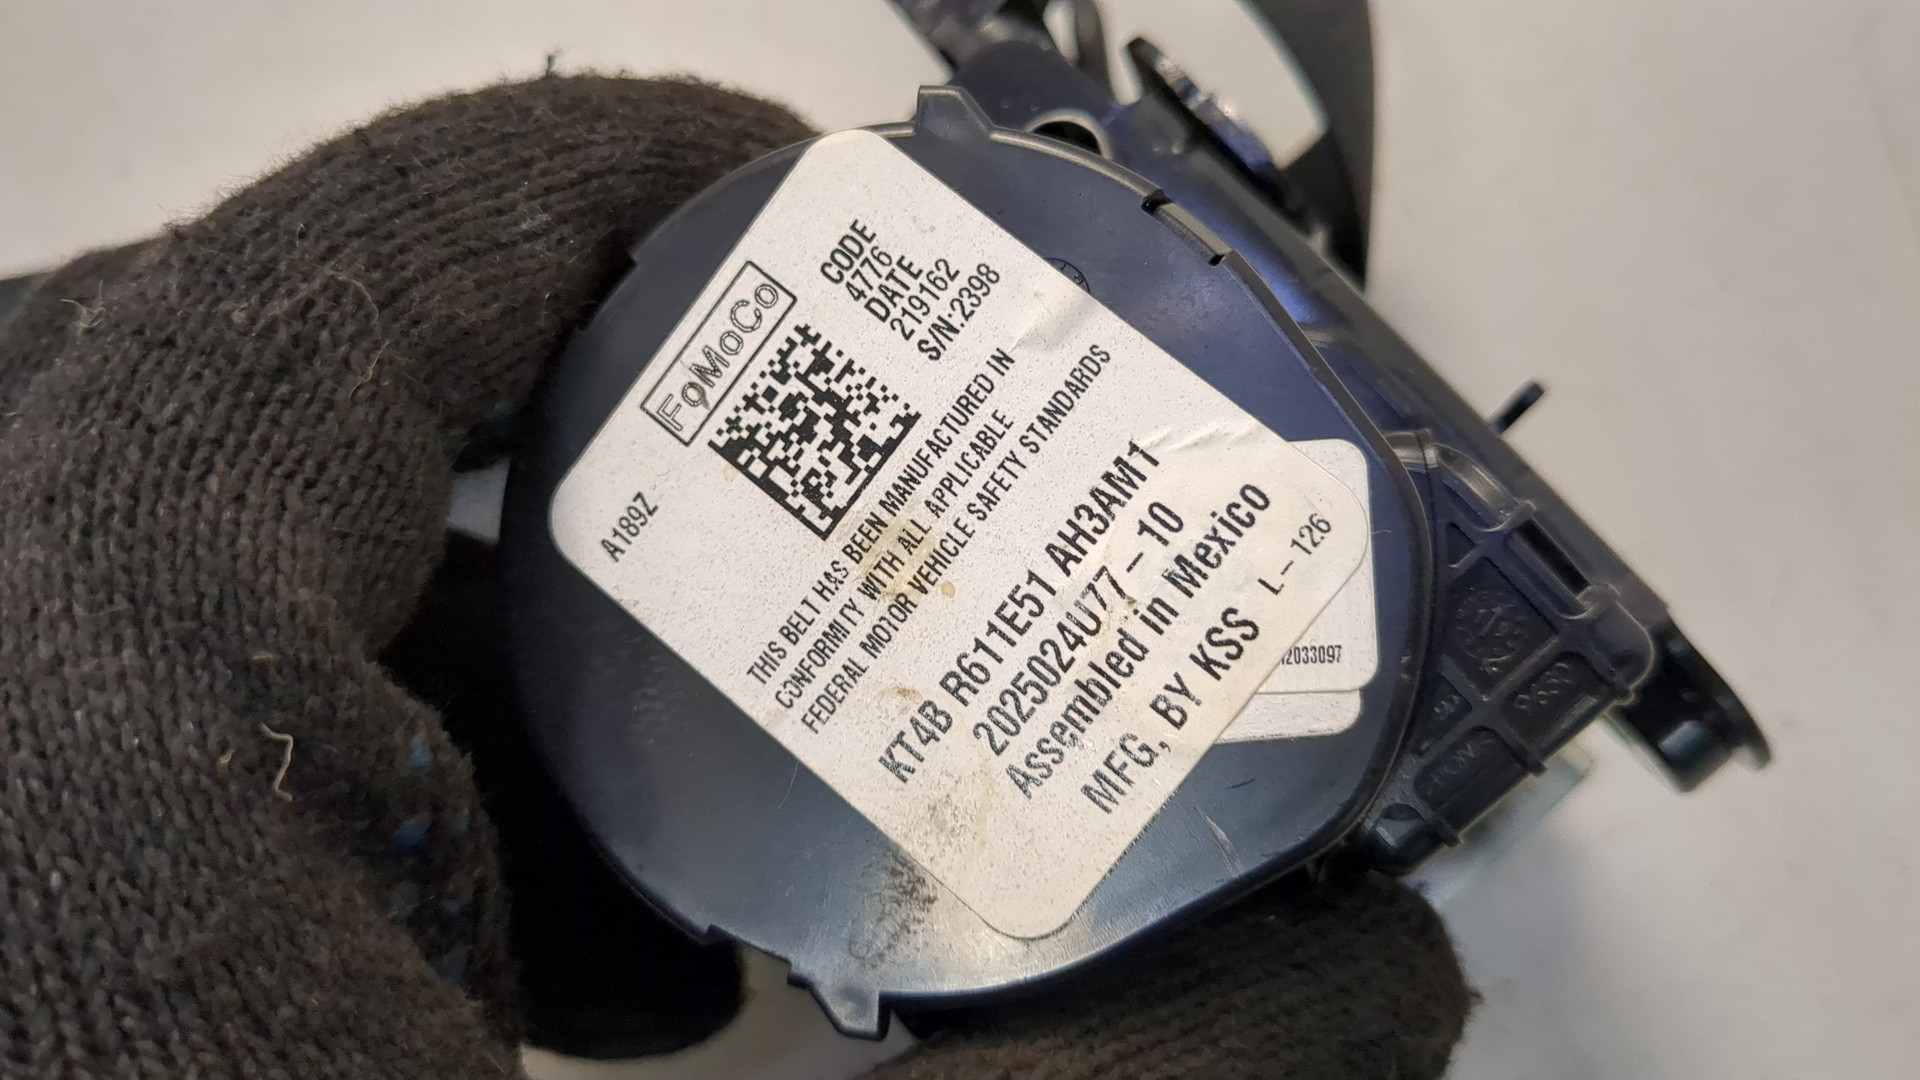 FoMoCo
CODE
4776
DATE
219162
S/N:2398
A189Z
THIS BELT HAS BEEN MANUFACTURED IN
CONFORMITY WITH ALL APPLICABLE
FEDERAL MOTOR VEHICLE SAFETY STANDARDS
KT4B R611E51 AH3AM1
2025024U77-10
Assembled in Mexico
MFG, BY KSS
L-126
2033097